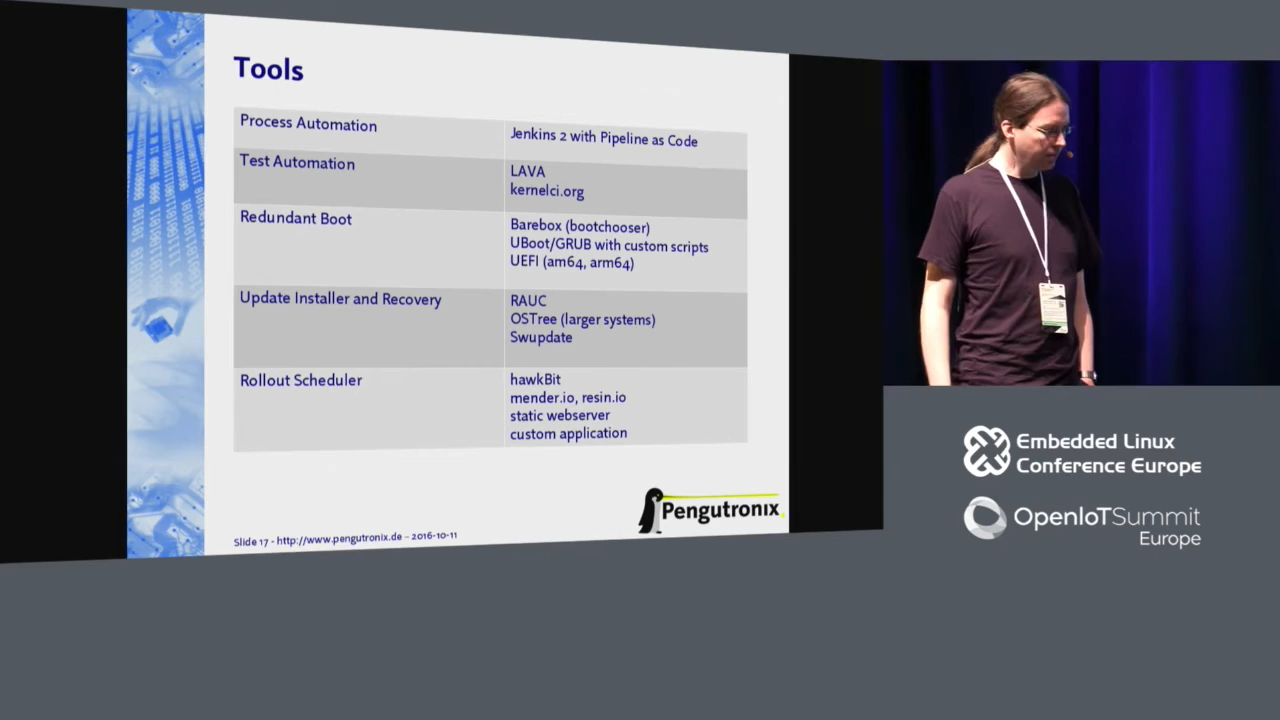 Tools
Process Automation
Jenkins 2 with Pipeline as Code
Test Automation
LAVA
kernelci.org
Redundant Boot
Barebox (bootchooser)
UBoot/GRUB with custom scripts
UEFI (am64, arm64)
Update Installer and Recovery
RAUC
OSTree (larger systems)
Swupdate
Rollout Scheduler
hawkBit
mender.io, resin.io
static webserver
custom application
Pengutronix
Slide 17 - http://www.pengutronix.de – 2016-10-11
Embedded Linux
Conference Europe
OpenIoTSummit
Europe